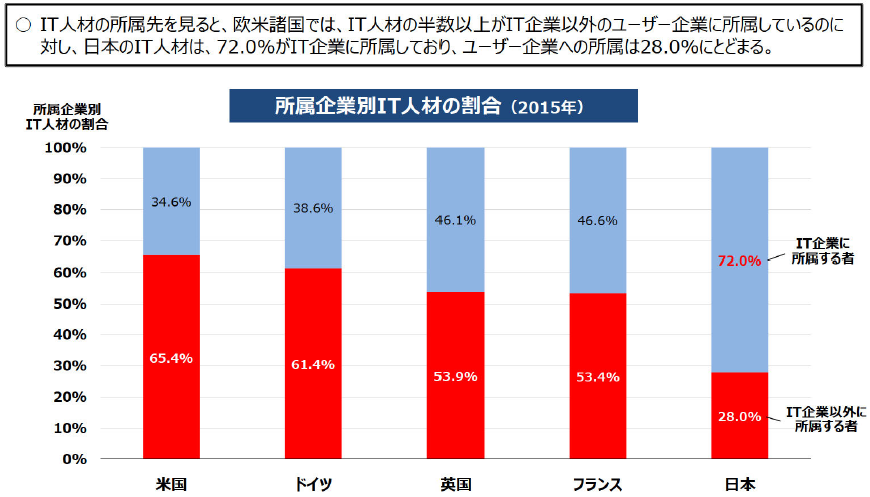 ○ IT人材の所属先を見ると、欧米諸国では、IT人材の半数以上がIT企業以外のユーザー企業に所属しているのに
対し、日本のIT人材は、72.0%がIT企業に所属しており、ユーザー企業への所属は28.0%にとどまる。
所属企業別IT人材の割合（2015年）
所属企業別
IT人材の割合
100%
90%
80%
70%
60%
50%
40%
30%
20%
10%
0%
34.6%
38.6%
46.1%
46.6%
72.0%
65.4%
61.4%
53.9%
53.4%
28.0%
IT企業に
所属する者
IT企業以外に
所属する者
米国
ドイツ
英国
フランス
日本